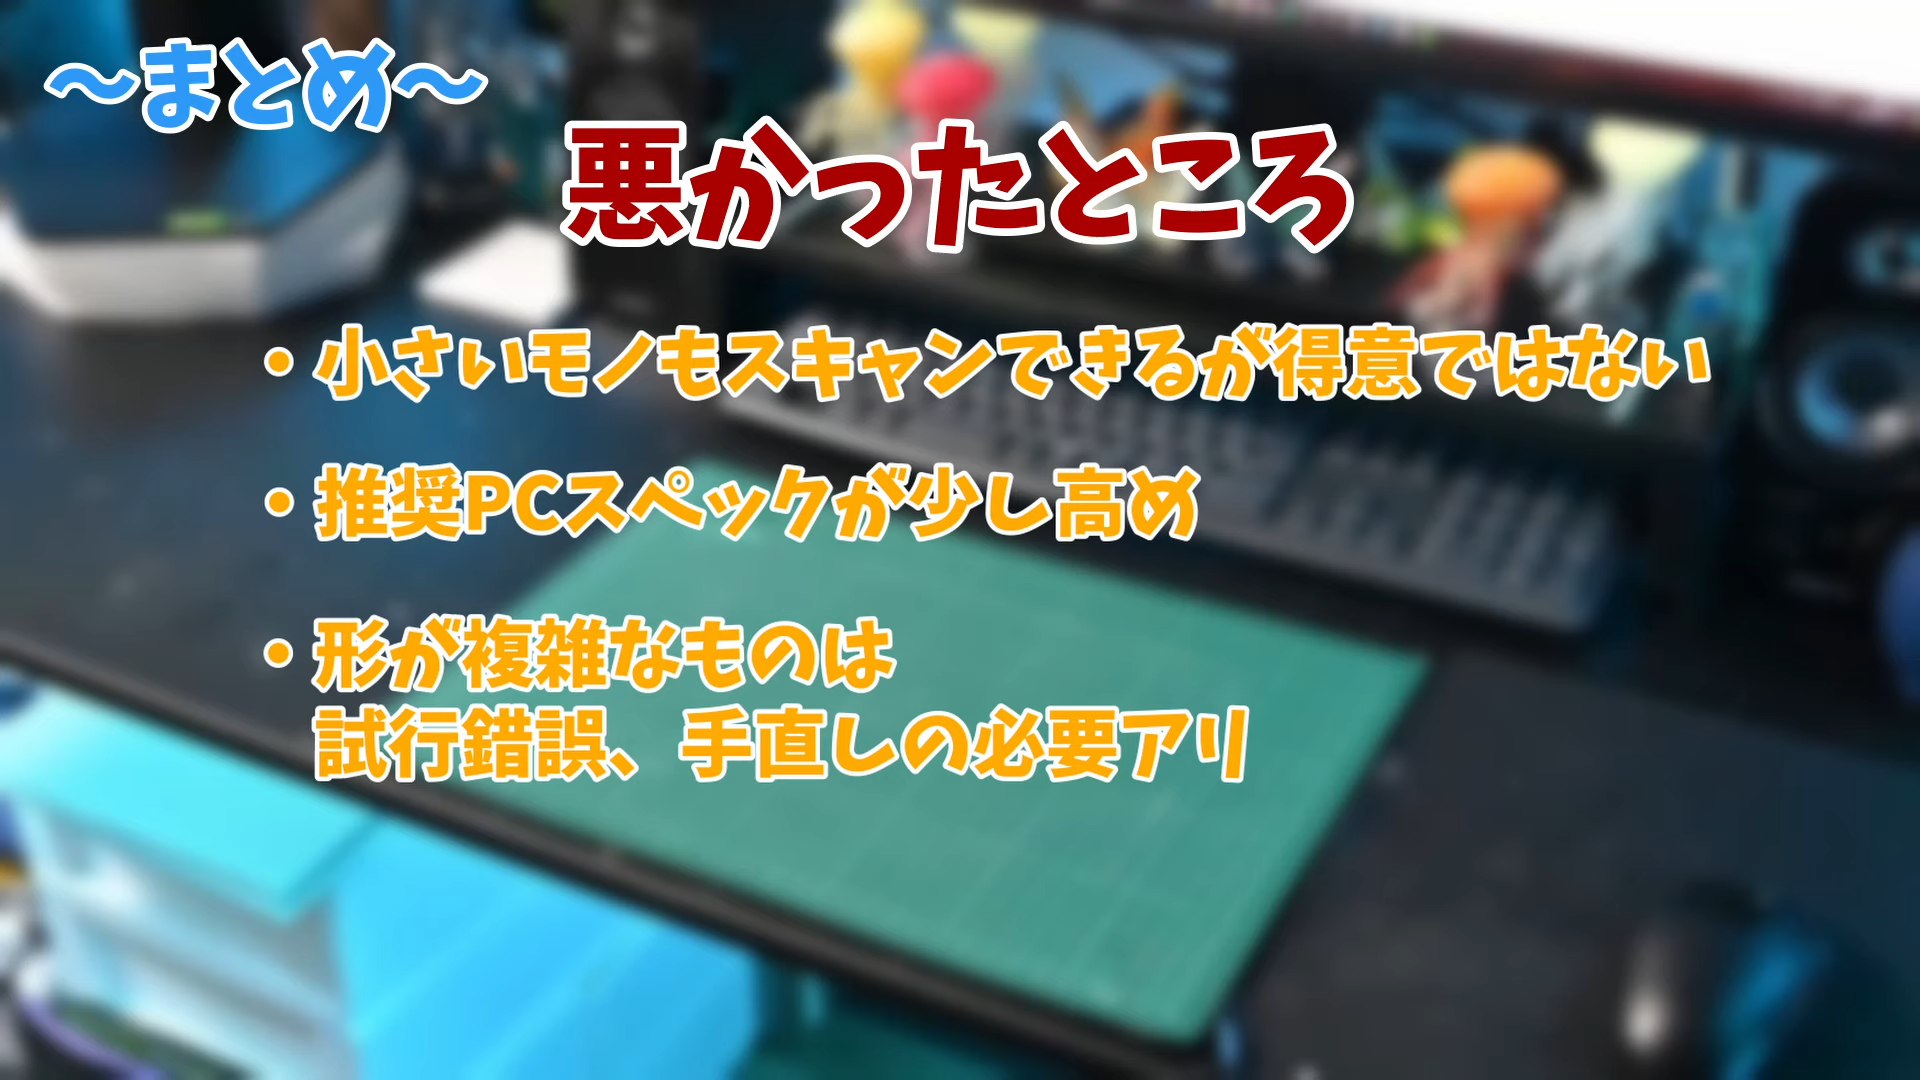 ～まとめ～
悪かったところ
・小さいモノもスキャンできるが得意ではない
・推奨PCスペックが少し高め
・形が複雑なものは
試行錯誤、手直しの必要アリ